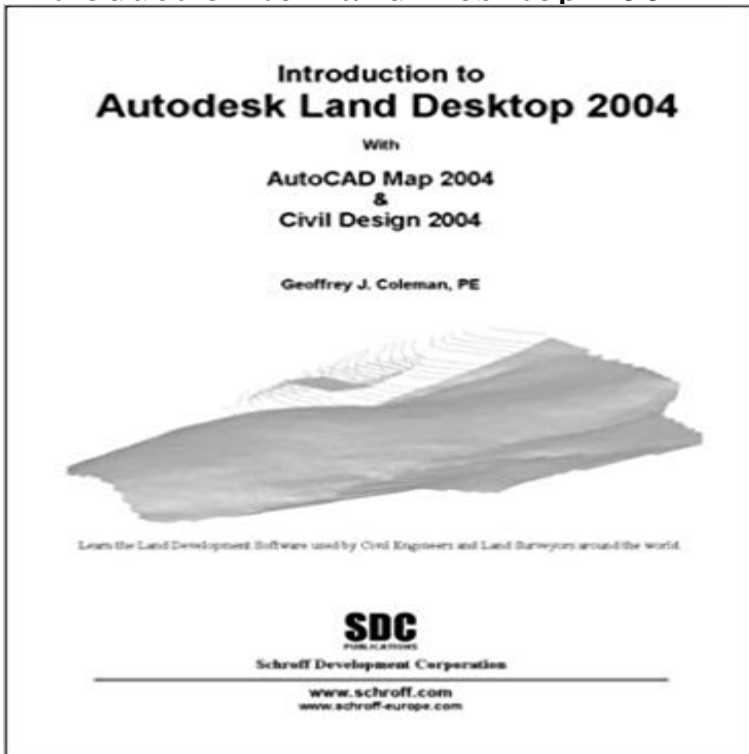 Introduction to
Autodesk Land Desktop 2004
With
AutoCAD Map 2004
&
Civil Design 2004
Geoffrey J. Coleman, PE
Learn the Land Development Software used by Civil Engineers and Land Surveyors around the world.
SDC
PUBLICATIONS
Schroff Development Corporation
www.schroff.com
www.schroff-europe.com